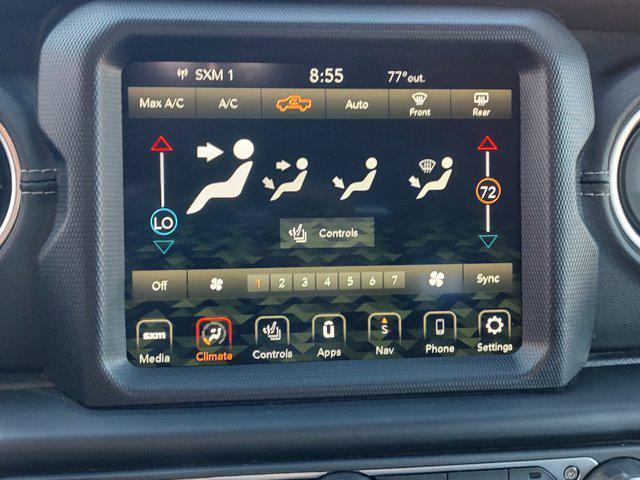 SXM 1 8:55 77°out.
Max A/C A/C Auto Front Rear
LO 72
Controls
Off 1 2 3 4 5 6 7 Sync
sxm U S
Media Climate Controls Apps Nav Phone Settings